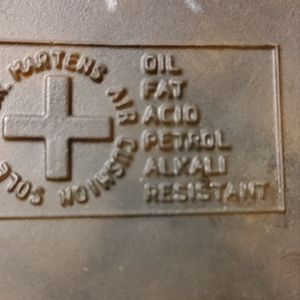 . MARTENS AIR CUSHION SOLE
OIL
FAT
ACID
PETROL
ALKALI
RESISTANT